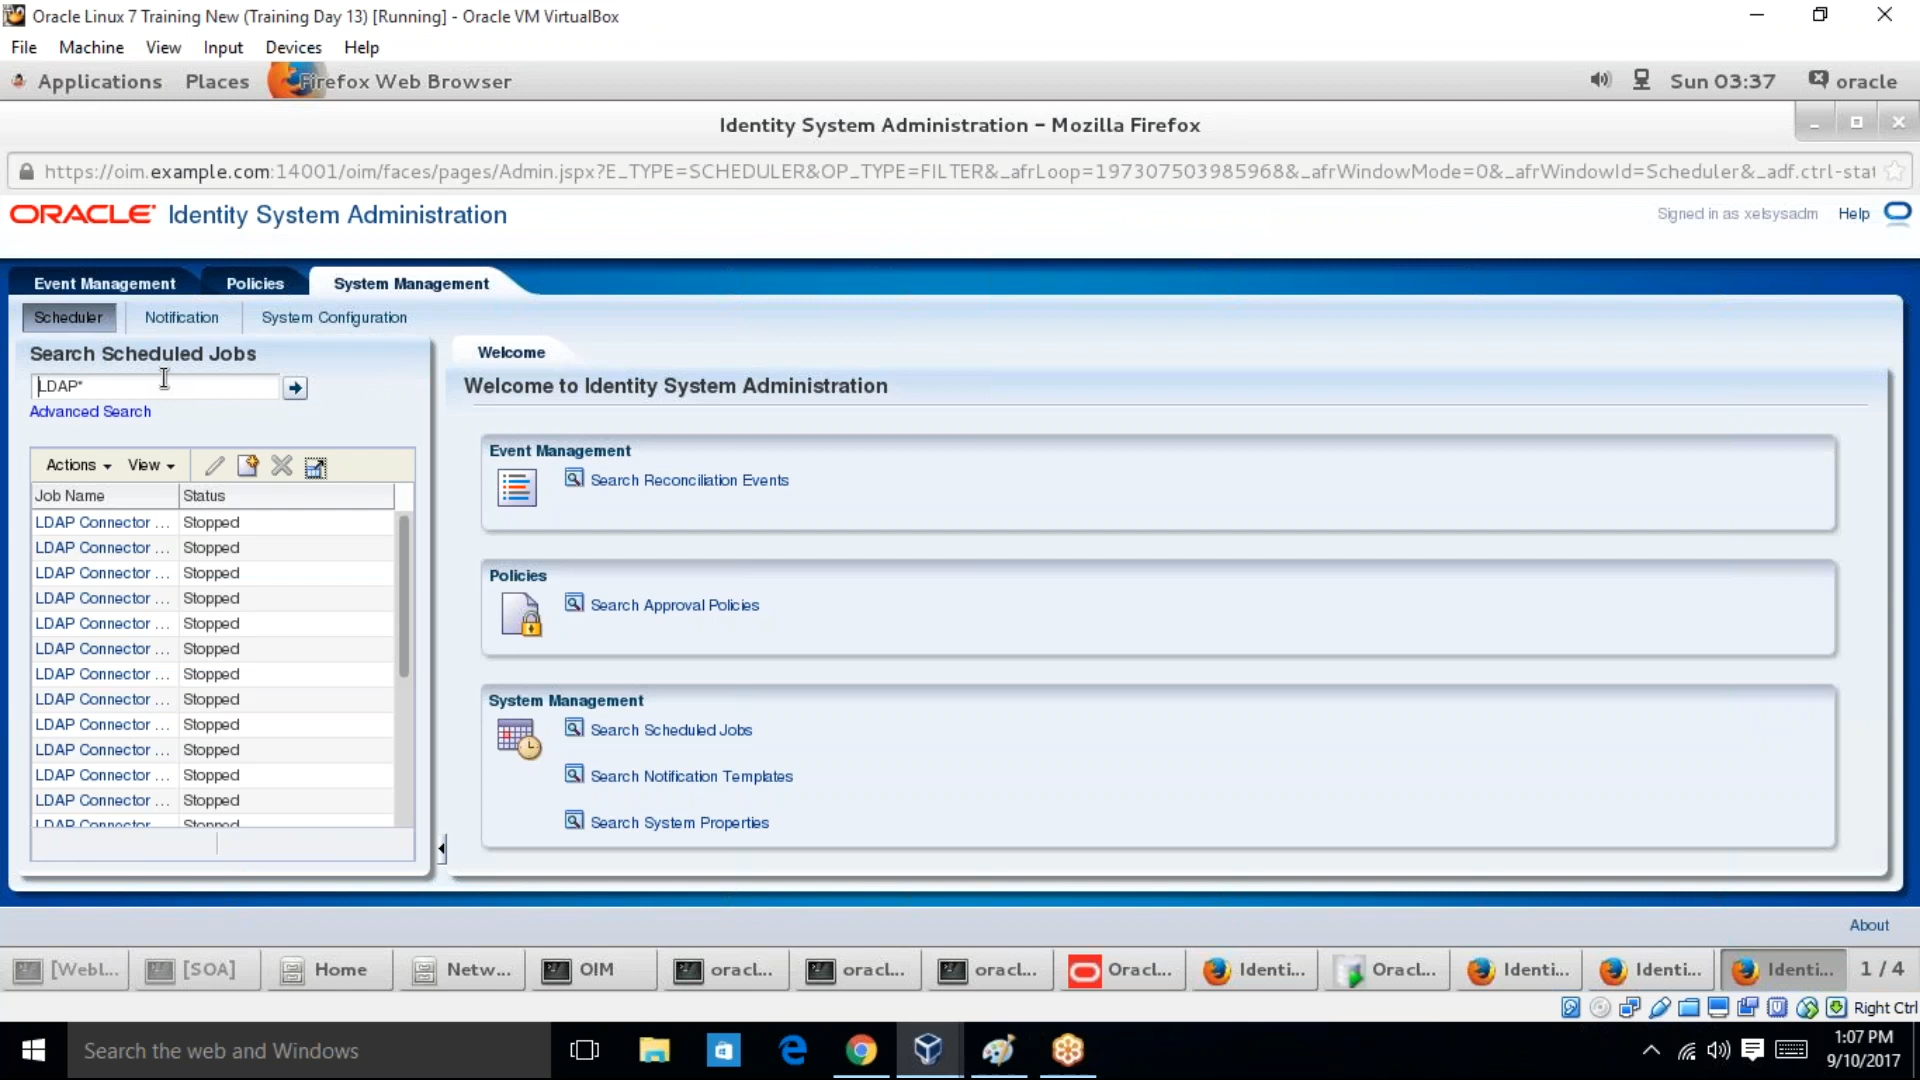 Oracle Linux 7 Training New (Training Day 13) [Running] - Oracle VM VirtualBox
File Machine View Input Devices Help
Applications Places Firefox Web Browser Sun 03:37 oracle
Identity System Administration - Mozilla Firefox
https://oim.example.com:14001/oim/faces/pages/Admin.jspx?E_TYPE=SCHEDULER&OP_TYPE=FILTER&_afrLoop=197307503985968&_afrWindowMode=0&_afrWindowId=Scheduler&_adf.ctrl-stat
ORACLE Identity System Administration Signed in as xelsysadm Help
Event Management Policies System Management
Scheduler Notification System Configuration
Search Scheduled Jobs
LDAP*
Advanced Search
Actions View
Job Name Status
LDAP Connector ... Stopped
LDAP Connector ... Stopped
LDAP Connector ... Stopped
LDAP Connector ... Stopped
LDAP Connector ... Stopped
LDAP Connector ... Stopped
LDAP Connector ... Stopped
LDAP Connector ... Stopped
LDAP Connector ... Stopped
LDAP Connector ... Stopped
LDAP Connector ... Stopped
LDAP Connector ... Stopped
LDAP Connector Stopped
Welcome
Welcome to Identity System Administration
Event Management
Search Reconciliation Events
Policies
Search Approval Policies
System Management
Search Scheduled Jobs
Search Notification Templates
Search System Properties
About
[WebL... [SOA] Home Netw... OIM oracl... oracl... oracl... Oracl... Identi... Oracl... Identi... Identi... Identi... 1 / 4
Right Ctrl
Search the web and Windows
1:07 PM
9/10/2017